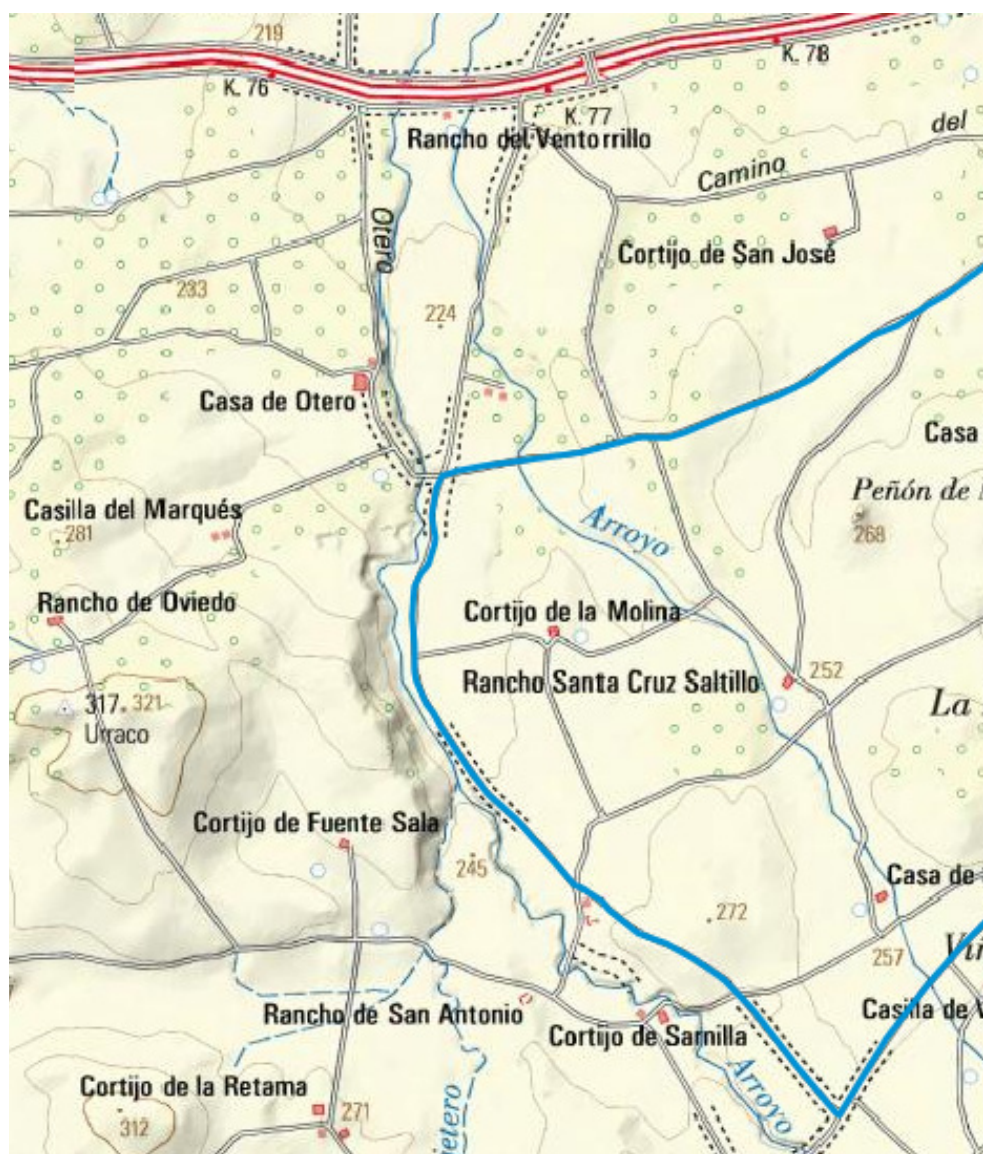 219
K. 76
K. 78
K. 77
Rancho del Ventorrillo
del
Camino
Otero
Cortijo de San José
233
224
Casa de Otero
Casa
Peñón de
Casilla del Marqués
281
Arroyo
268
Rancho de Oviedo
Cortijo de la Molina
252
Rancho Santa Cruz Saltillo
317
321
La
Urraco
Cortijo de Fuente Sala
245
Casa de
272
257
Casilla de
Rancho de San Antonio
Cortijo de Sarnilla
Cortijo de la Retama
Arroyo
271
312